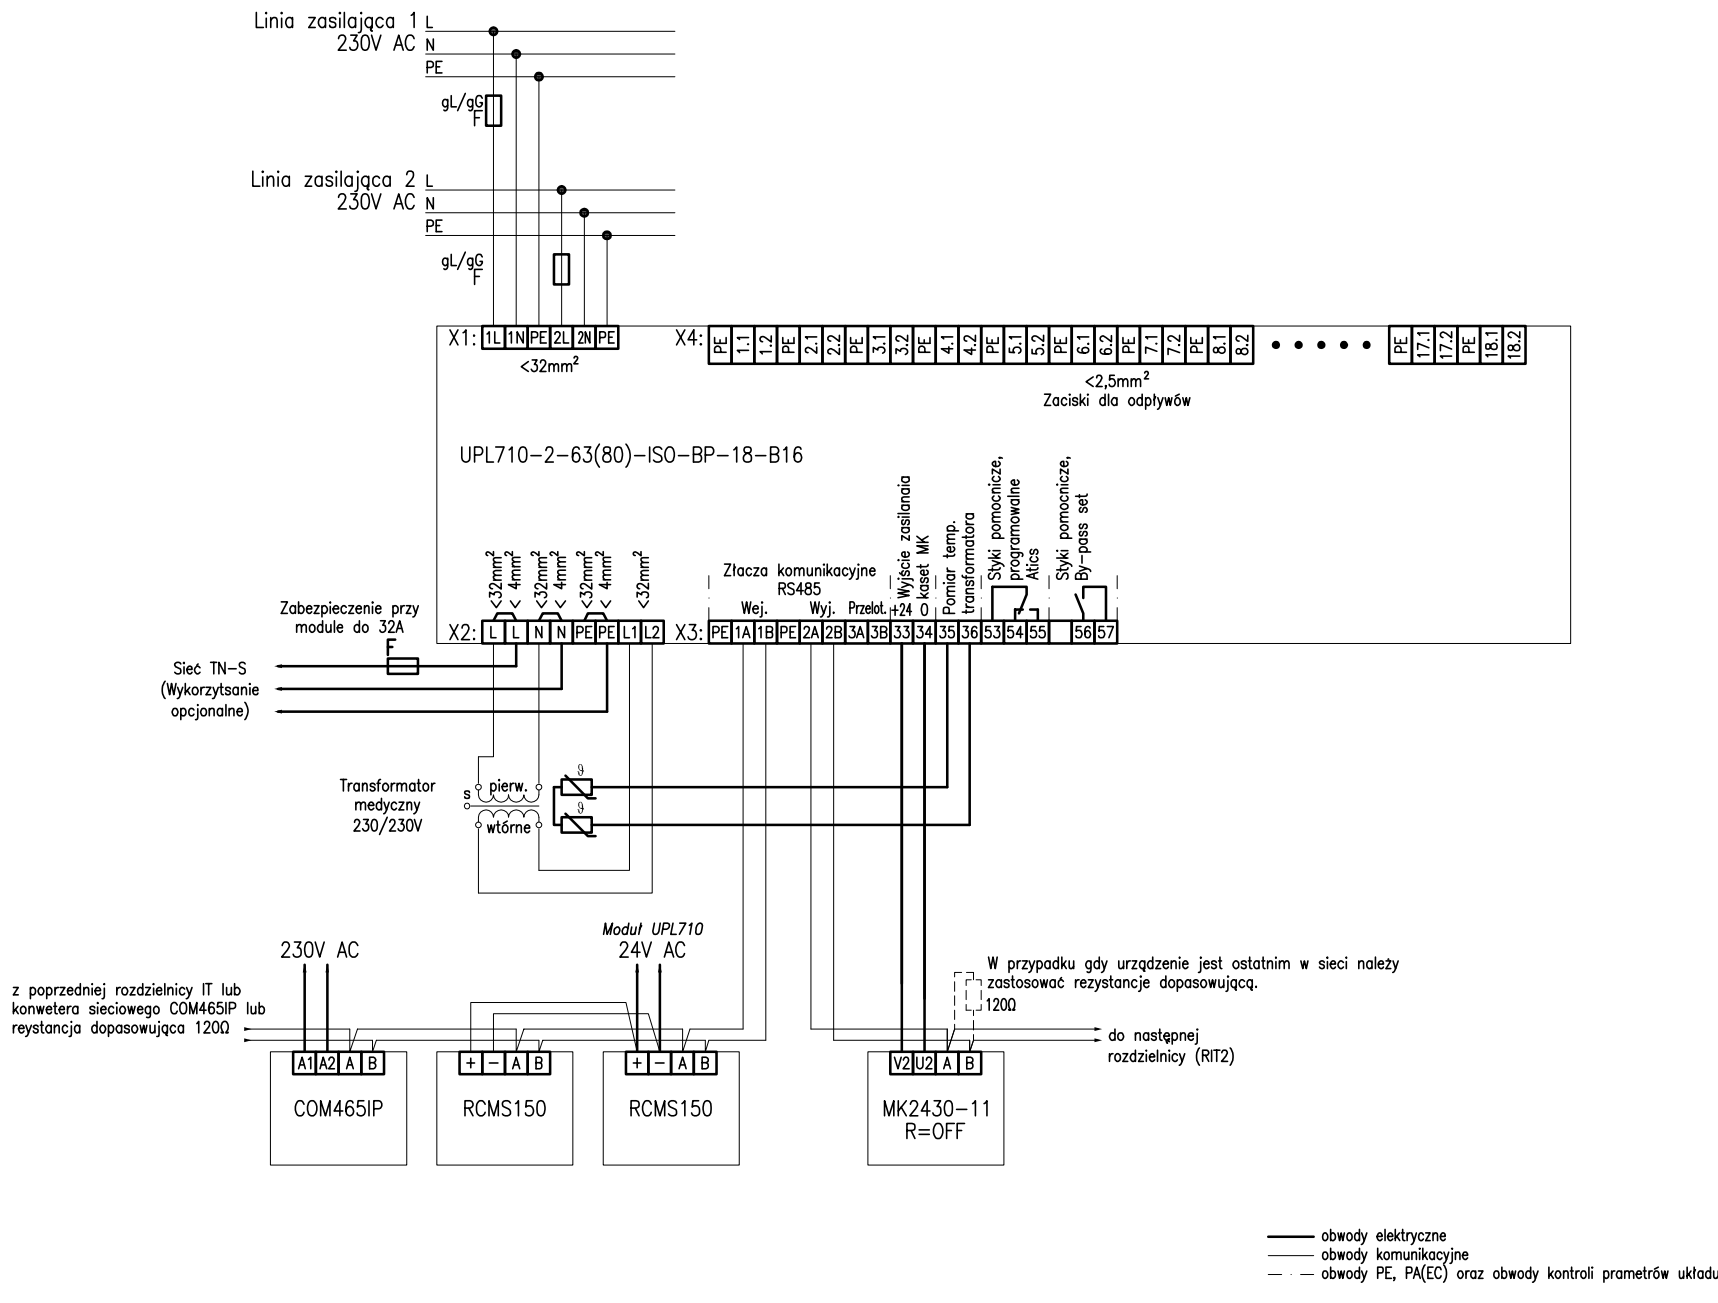 Linia zasilająca 1
230V AC
L
N
PE
gL/gG
F
Linia zasilająca 2
230V AC
L
N
PE
gL/gG
F
X1: 1L 1N PE 2L 2N PE
<32mm²
X4: PE 1.1 1.2 PE 2.1 2.2 PE 3.1 3.2 PE 4.1 4.2 PE 5.1 5.2 PE 6.1 6.2 PE 7.1 7.2 PE 8.1 8.2 PE 17.1 17.2 PE 18.1 18.2
<2,5mm²
Zaciski dla odpływów
UPL710-2-63(80)-ISO-BP-18-B16
<32mm²
< 4mm²
<32mm²
< 4mm²
<32mm²
< 4mm²
<32mm²
Złacza komunikacyjne
RS485
Wej.
Wyj.
Przelot.
Wyjście zasilanaia
kaset MK
+24 0
Pomiar temp.
transformatora
Styki pomocnicze,
programowalne
Atics
Styki pomocnicze,
By-pass set
X2: L L N N PE PE L1 L2
X3: PE 1A 1B PE 2A 2B 3A 3B 33 34 35 36 53 54 55 56 57
Zabezpieczenie przy
module do 32A
F
Sieć TN-S
(Wykorzytsanie
opcjonalne)
Transformator
medyczny
230/230V
s
pierw.
wtórne
ϑ
ϑ
230V AC
Moduł UPL710
24V AC
z poprzedniej rozdzielnicy IT lub
konwetera sieciowego COM465IP lub
reystancja dopasowująca 120Ω
W przypadku gdy urządzenie jest ostatnim w sieci należy
zastosować rezystancje dopasowującą.
120Ω
do następnej
rozdzielnicy (RIT2)
A1 A2 A B
COM465IP
+ − A B
RCMS150
+ − A B
RCMS150
V2 U2 A B
MK2430-11
R=OFF
obwody elektryczne
obwody komunikacyjne
obwody PE, PA(EC) oraz obwody kontroli prametrów układu